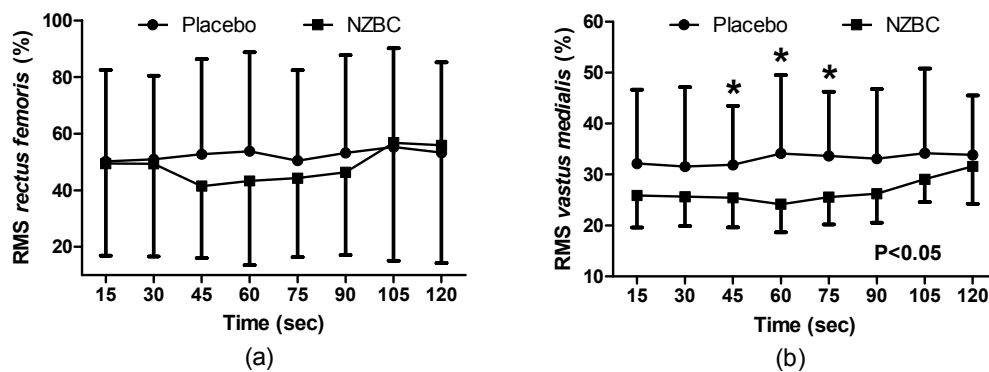 Placebo NZBC
RMS rectus femoris (%)
100
80
60
40
20
15 30 45 60 75 90 105 120
Time (sec)
(a)
Placebo NZBC
RMS vastus medialis (%)
60
50
40
30
20
10
* * *
P<0.05
15 30 45 60 75 90 105 120
Time (sec)
(b)